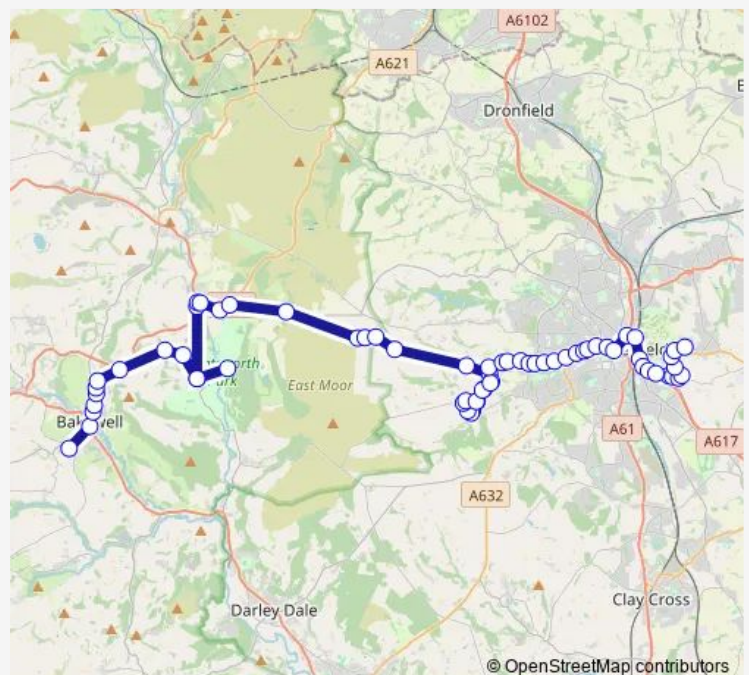 A6102
A621
Dronfield
East Moor
A61
A617
A632
Clay Cross
Darley Dale
© OpenStreetMap contributors